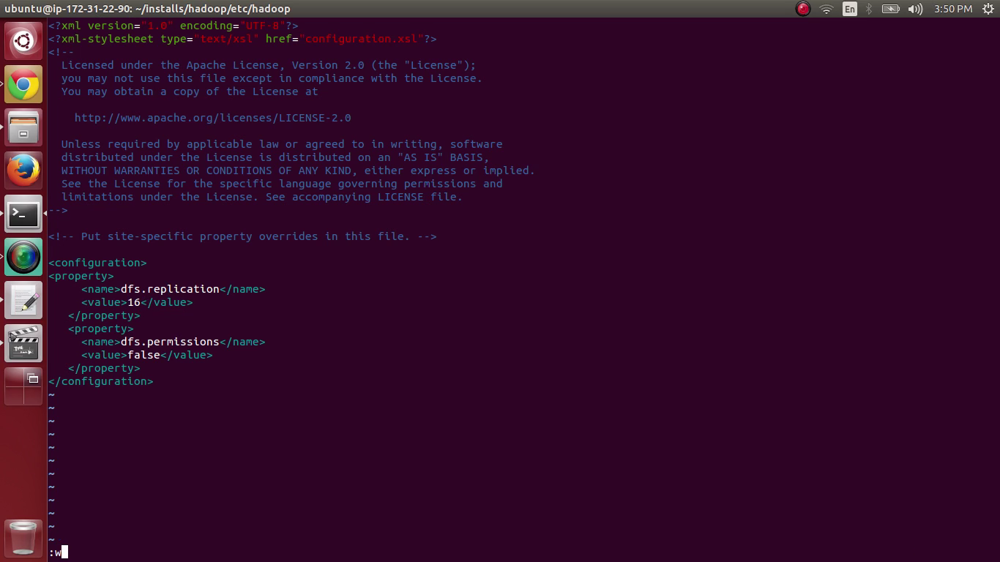 ubuntu@ip-172-31-22-90: ~/installs/hadoop/etc/hadoop
En
3:50 PM
<?xml version="1.0" encoding="UTF-8"?>
<?xml-stylesheet type="text/xsl" href="configuration.xsl"?>
<!--
  Licensed under the Apache License, Version 2.0 (the "License");
  you may not use this file except in compliance with the License.
  You may obtain a copy of the License at

    http://www.apache.org/licenses/LICENSE-2.0

  Unless required by applicable law or agreed to in writing, software
  distributed under the License is distributed on an "AS IS" BASIS,
  WITHOUT WARRANTIES OR CONDITIONS OF ANY KIND, either express or implied.
  See the License for the specific language governing permissions and
  limitations under the License. See accompanying LICENSE file.
-->

<!-- Put site-specific property overrides in this file. -->

<configuration>
<property>
     <name>dfs.replication</name>
     <value>16</value>
   </property>
   <property>
     <name>dfs.permissions</name>
     <value>false</value>
   </property>
</configuration>
~
~
~
~
~
~
~
~
~
~
~
~
:w